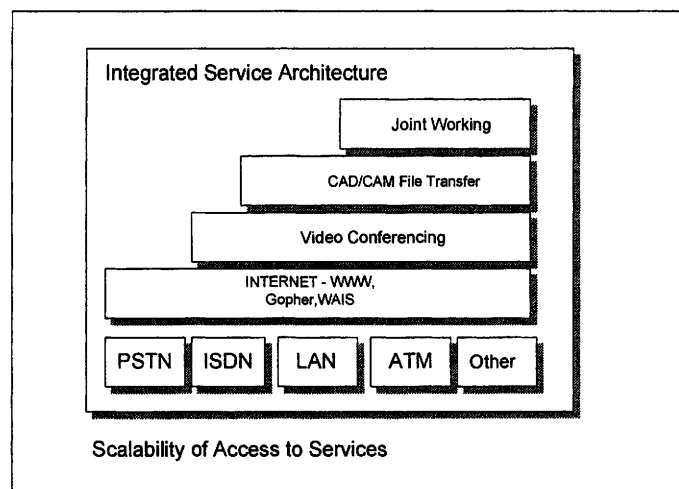 Integrated Service Architecture
Joint Working
CAD/CAM File Transfer
Video Conferencing
INTERNET - WWW,
Gopher,WAIS
PSTN ISDN LAN ATM Other
Scalability of Access to Services